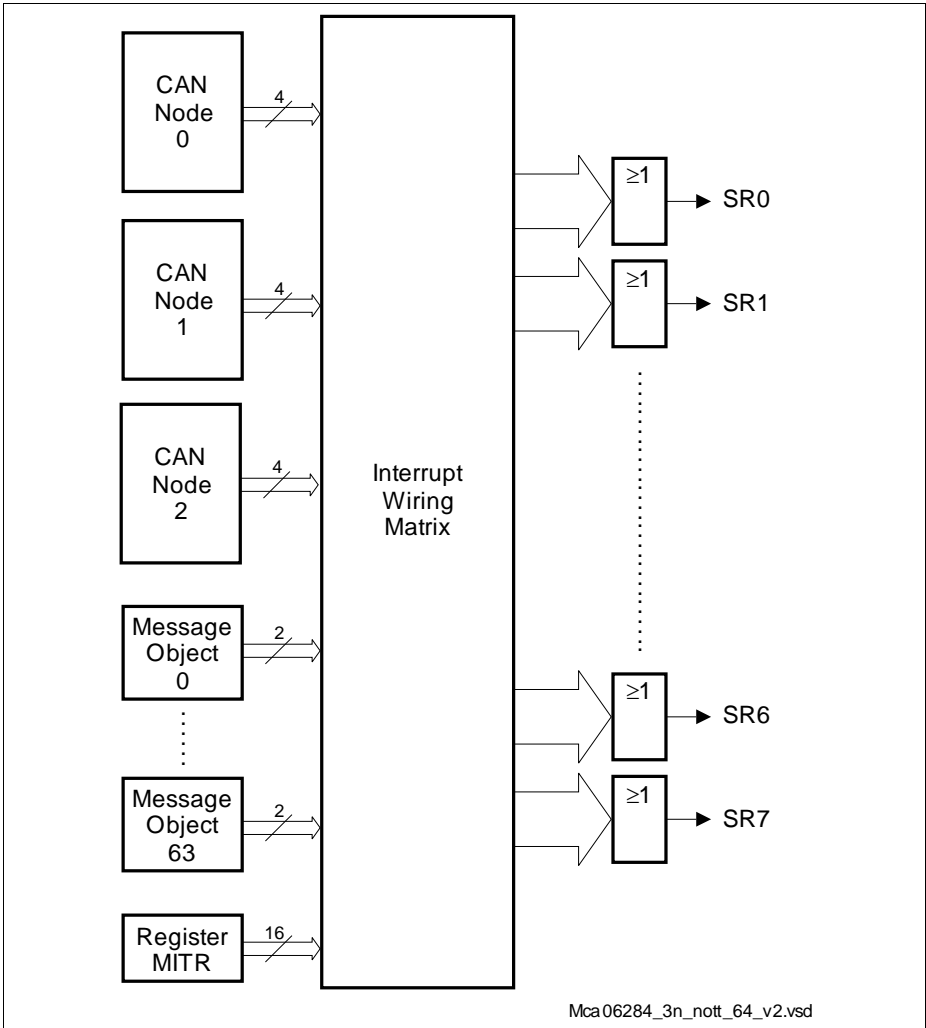 CAN
Node
0
4
CAN
Node
1
4
CAN
Node
2
4
Message
Object
0
2
Message
Object
63
2
Register
MITR
16
Interrupt
Wiring
Matrix
≥1
SR0
≥1
SR1
≥1
SR6
≥1
SR7
Mca06284_3n_nott_64_v2.vsd